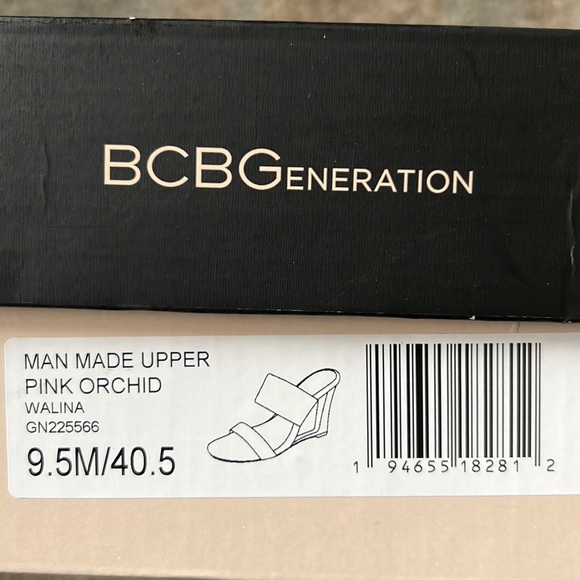 BCBGENERATION
MAN MADE UPPER
PINK ORCHID
WALINA
GN225566
9.5M/40.5
1 94655 18281 2